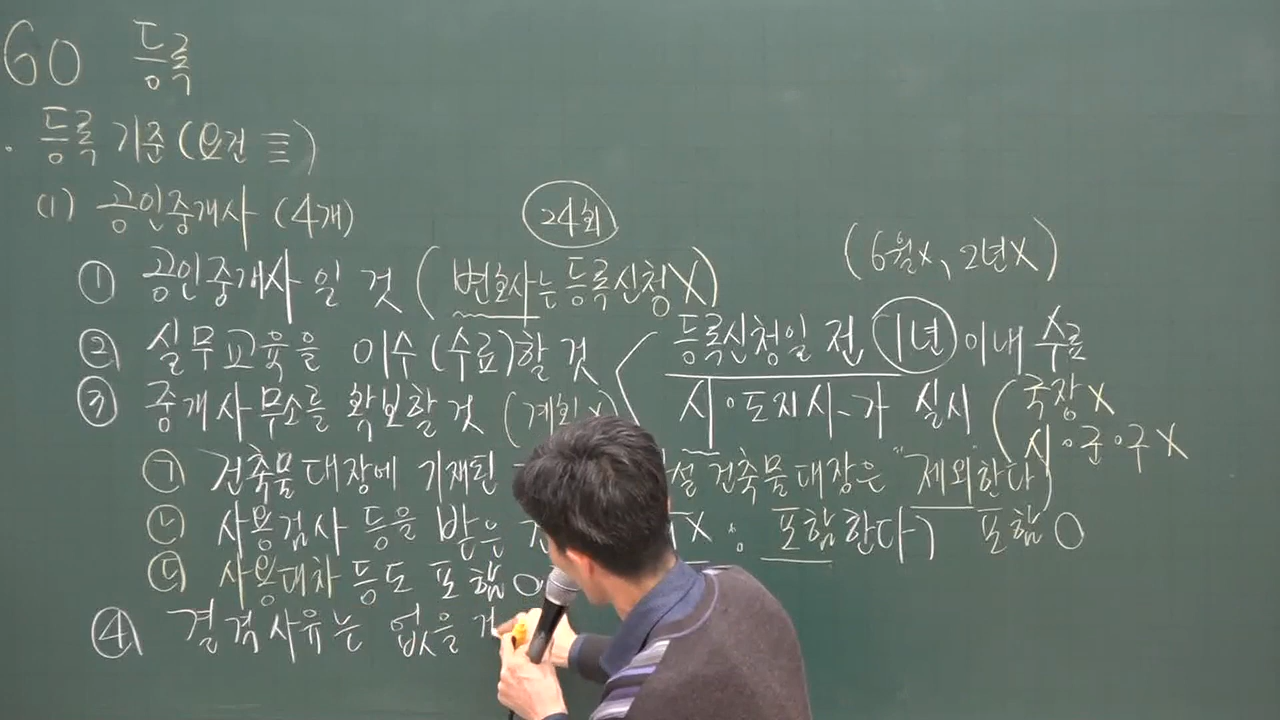 60 등록
· 등록 기준 (요건 三)
(1) 공인중개사 (4개)
24회
① 공인중개사 일 것 (변호사는 등록신청X)
(6월X, 2년X)
② 실무교육을 이수(수료)할 것
등록신청일 전 1년 이내 수료
③ 중개사무소를 확보할 것 (계획X)
시·도지사가 실시 (국장X
시·군·구X
㉠ 건축물대장에 기재된
설건축물대장은 "제외한다)
㉡ 사용검사 등을 받은
X : 포함한다) 포함O
㉢ 사용대차 등도 포함O
④ 결격사유는 없을